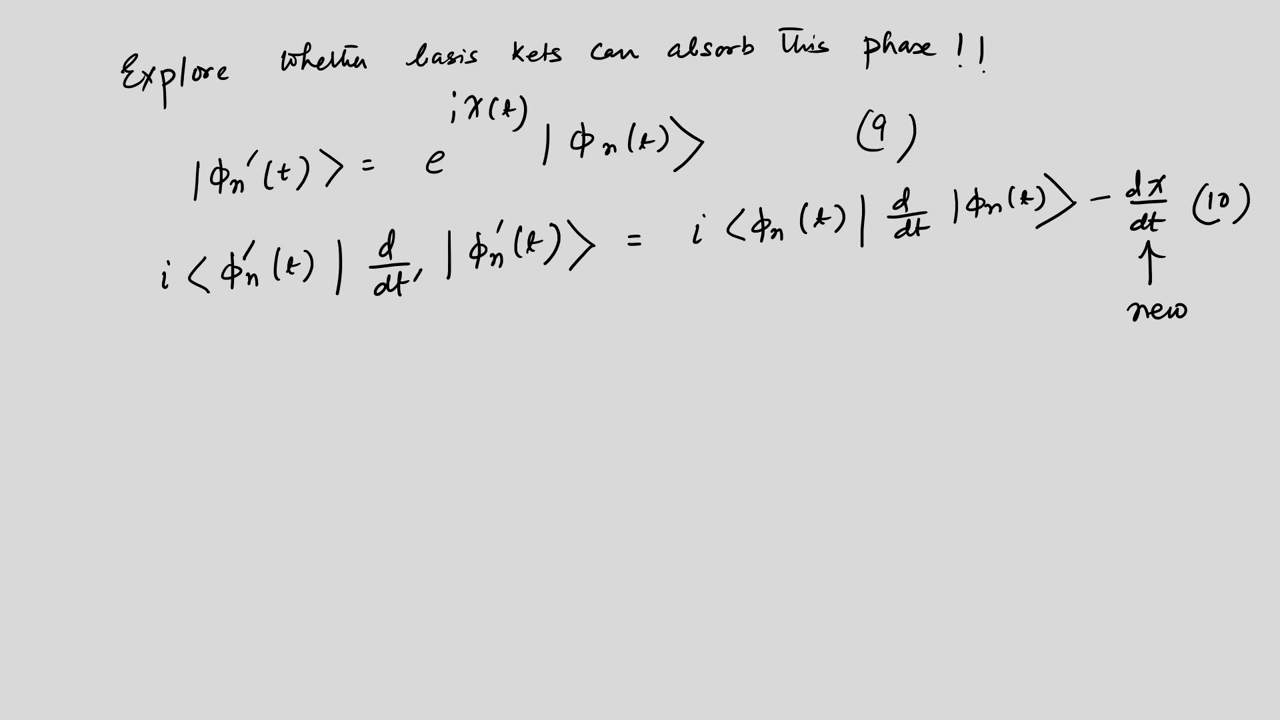 Explore whether basis kets can absorb this phase!!
|ϕₙ′(t)⟩ = e^{iχ(t)} |ϕₙ(t)⟩ (9)
i⟨ϕₙ′(t)| d/dt′ |ϕₙ′(t)⟩ = i⟨ϕₙ(t)| d/dt |ϕₙ(t)⟩ − dχ/dt (10)
↑
new